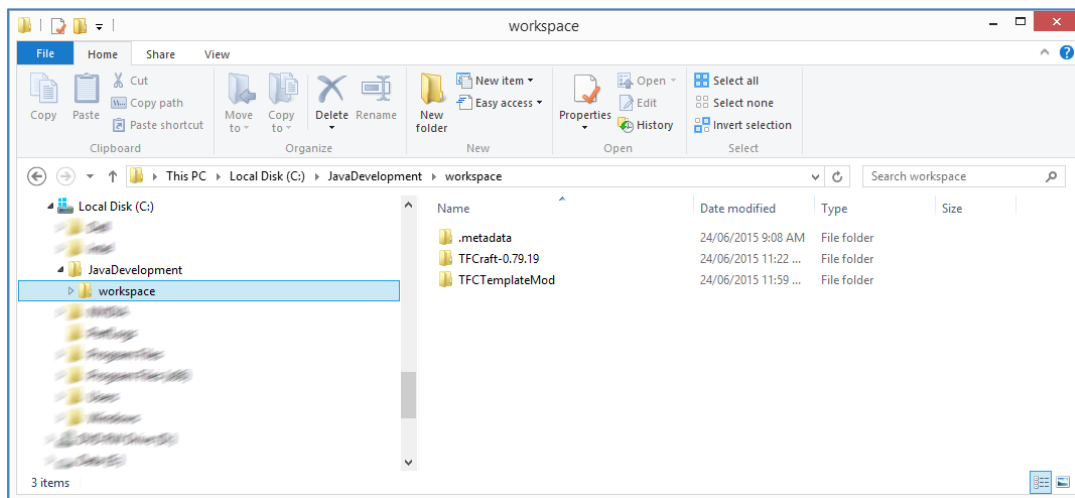 workspace
File Home Share View
Copy Paste Cut Copy path Paste shortcut
Move to Copy to Delete Rename
New folder New item Easy access
Properties Open Edit History
Select all Select none Invert selection
Clipboard Organize New Open Select
This PC Local Disk (C:) JavaDevelopment workspace Search workspace
Local Disk (C:)
JavaDevelopment
workspace
Name Date modified Type Size
.metadata 24/06/2015 9:08 AM File folder
TFCraft-0.79.19 24/06/2015 11:22 ... File folder
TFCTemplateMod 24/06/2015 11:59 ... File folder
3 items